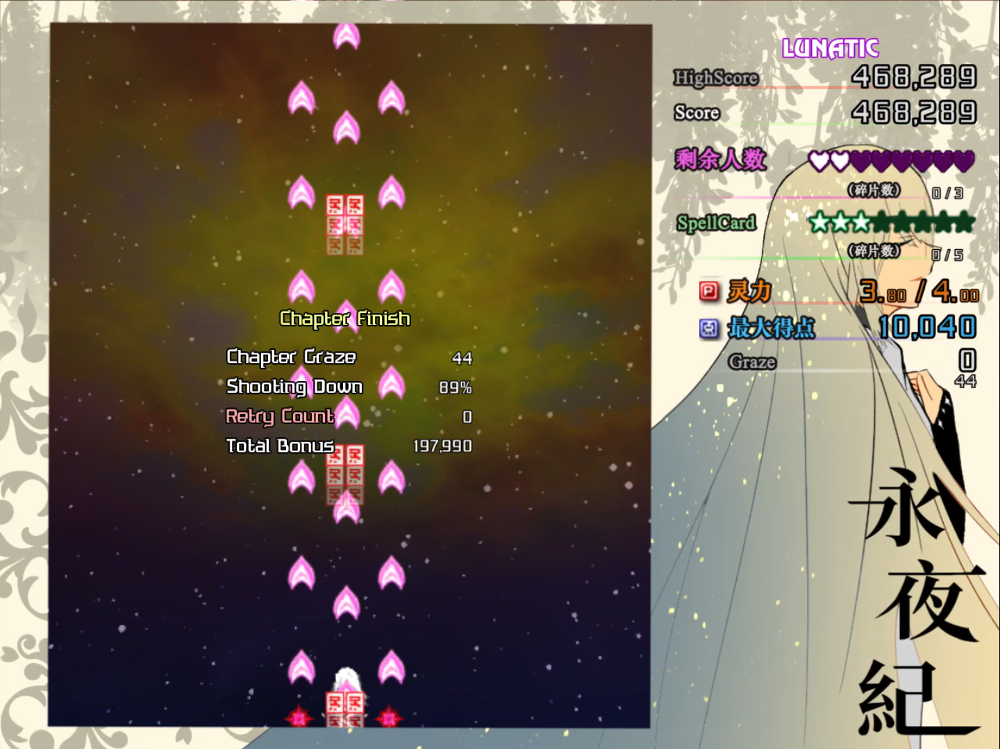 LUNATIC
HighScore 468,289
Score 468,289
剩余人数
(碎片数) 0/3
SpellCard
(碎片数) 0/5
P 灵力 3.80 / 4.00
最大得点 10,040
Graze 0
44
Chapter Finish
Chapter Graze 44
Shooting Down 89%
Retry Count 0
Total Bonus 197,990
永夜紀